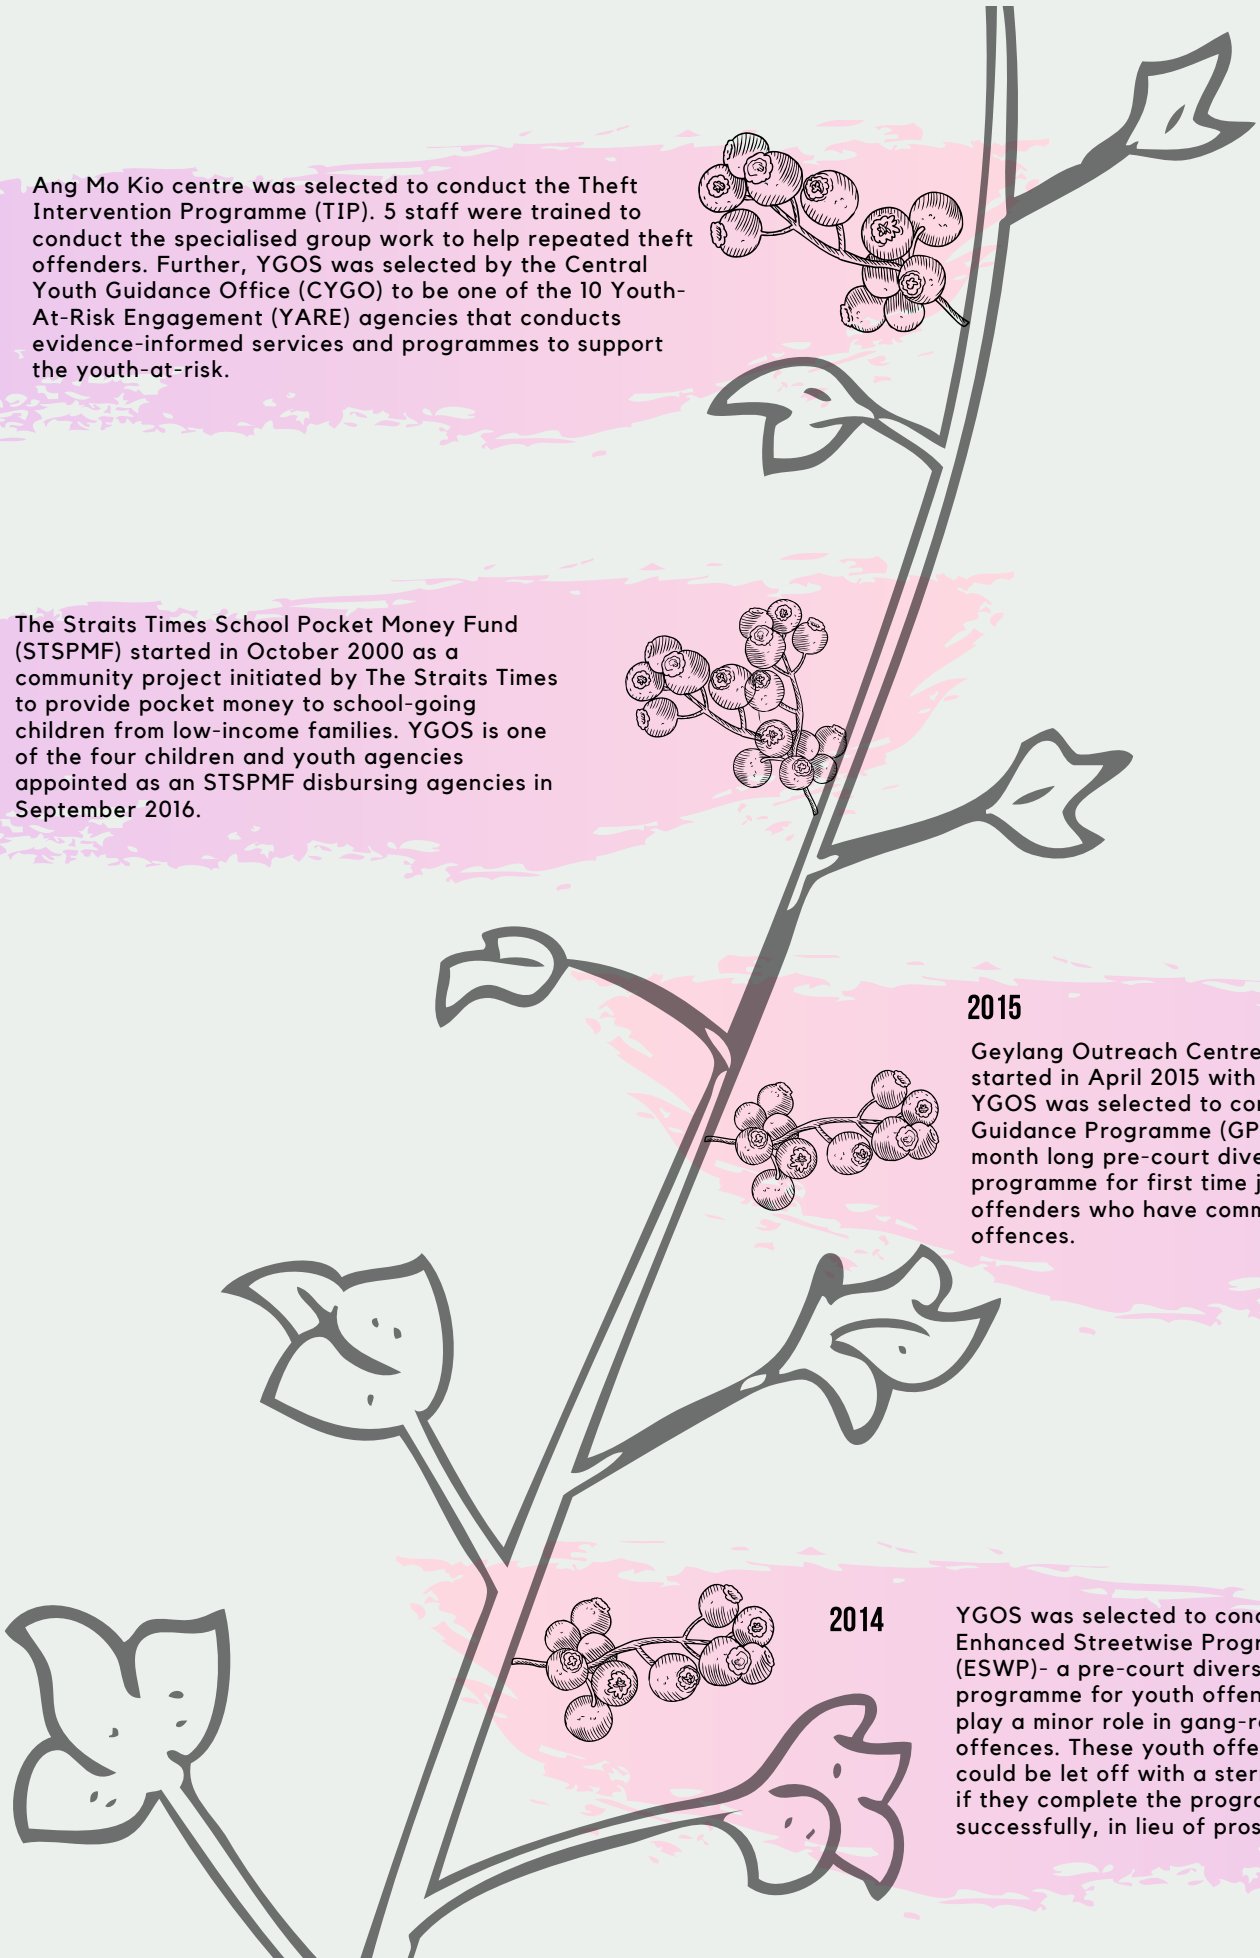 Ang Mo Kio centre was selected to conduct the Theft
Intervention Programme (TIP). 5 staff were trained to
conduct the specialised group work to help repeated theft
offenders. Further, YGOS was selected by the Central
Youth Guidance Office (CYGO) to be one of the 10 Youth-
At-Risk Engagement (YARE) agencies that conducts
evidence-informed services and programmes to support
the youth-at-risk.
The Straits Times School Pocket Money Fund
(STSPMF) started in October 2000 as a
community project initiated by The Straits Times
to provide pocket money to school-going
children from low-income families. YGOS is one
of the four children and youth agencies
appointed as an STSPMF disbursing agencies in
September 2016.
2015
Geylang Outreach Centre
started in April 2015 with
YGOS was selected to
Guidance Programme
month long pre-court
programme for first time
offenders who have
offences.
2014
YGOS was selected to
Enhanced Streetwise
(ESWP)- a pre-court
programme for youth
play a minor role in
offences. These youth
could be let off with a
if they complete the
successfully, in lieu of